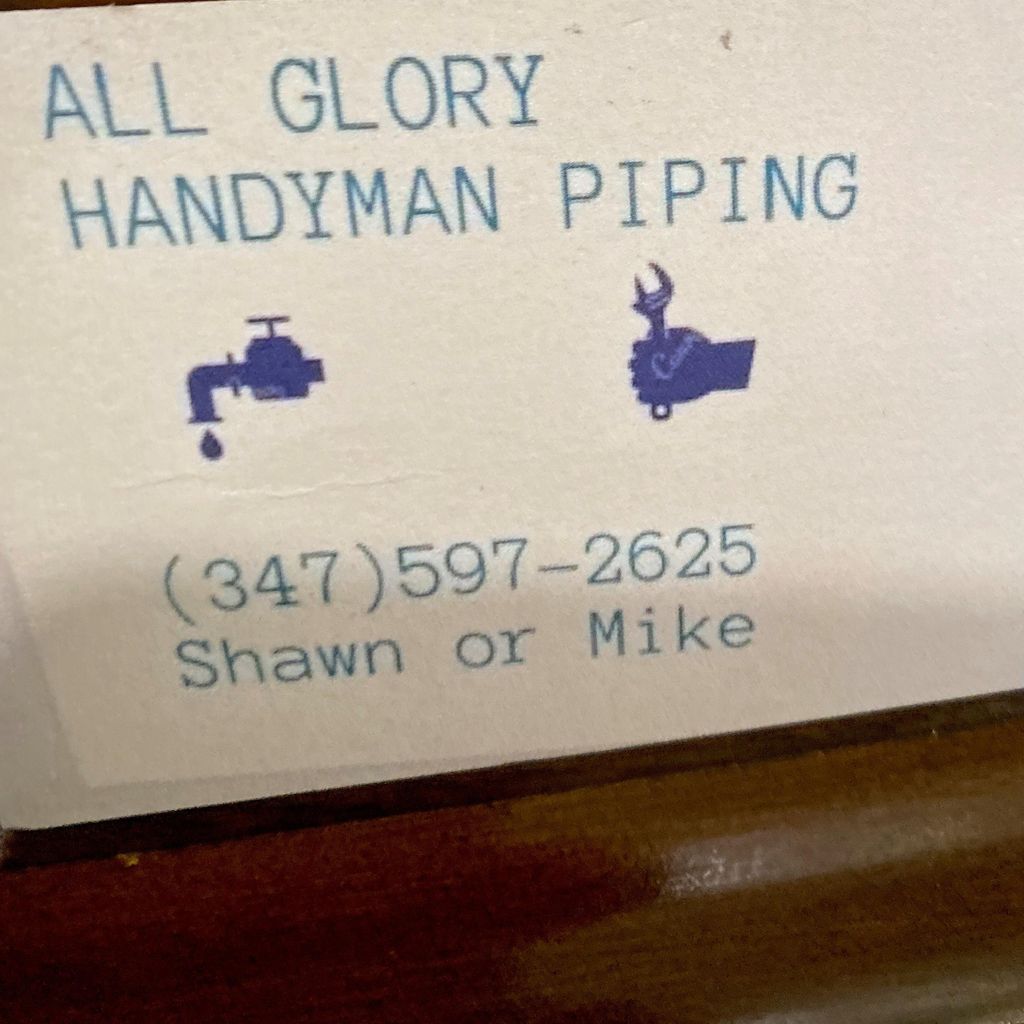 ALL GLORY
HANDYMAN PIPING
(347)597-2625
Shawn or Mike